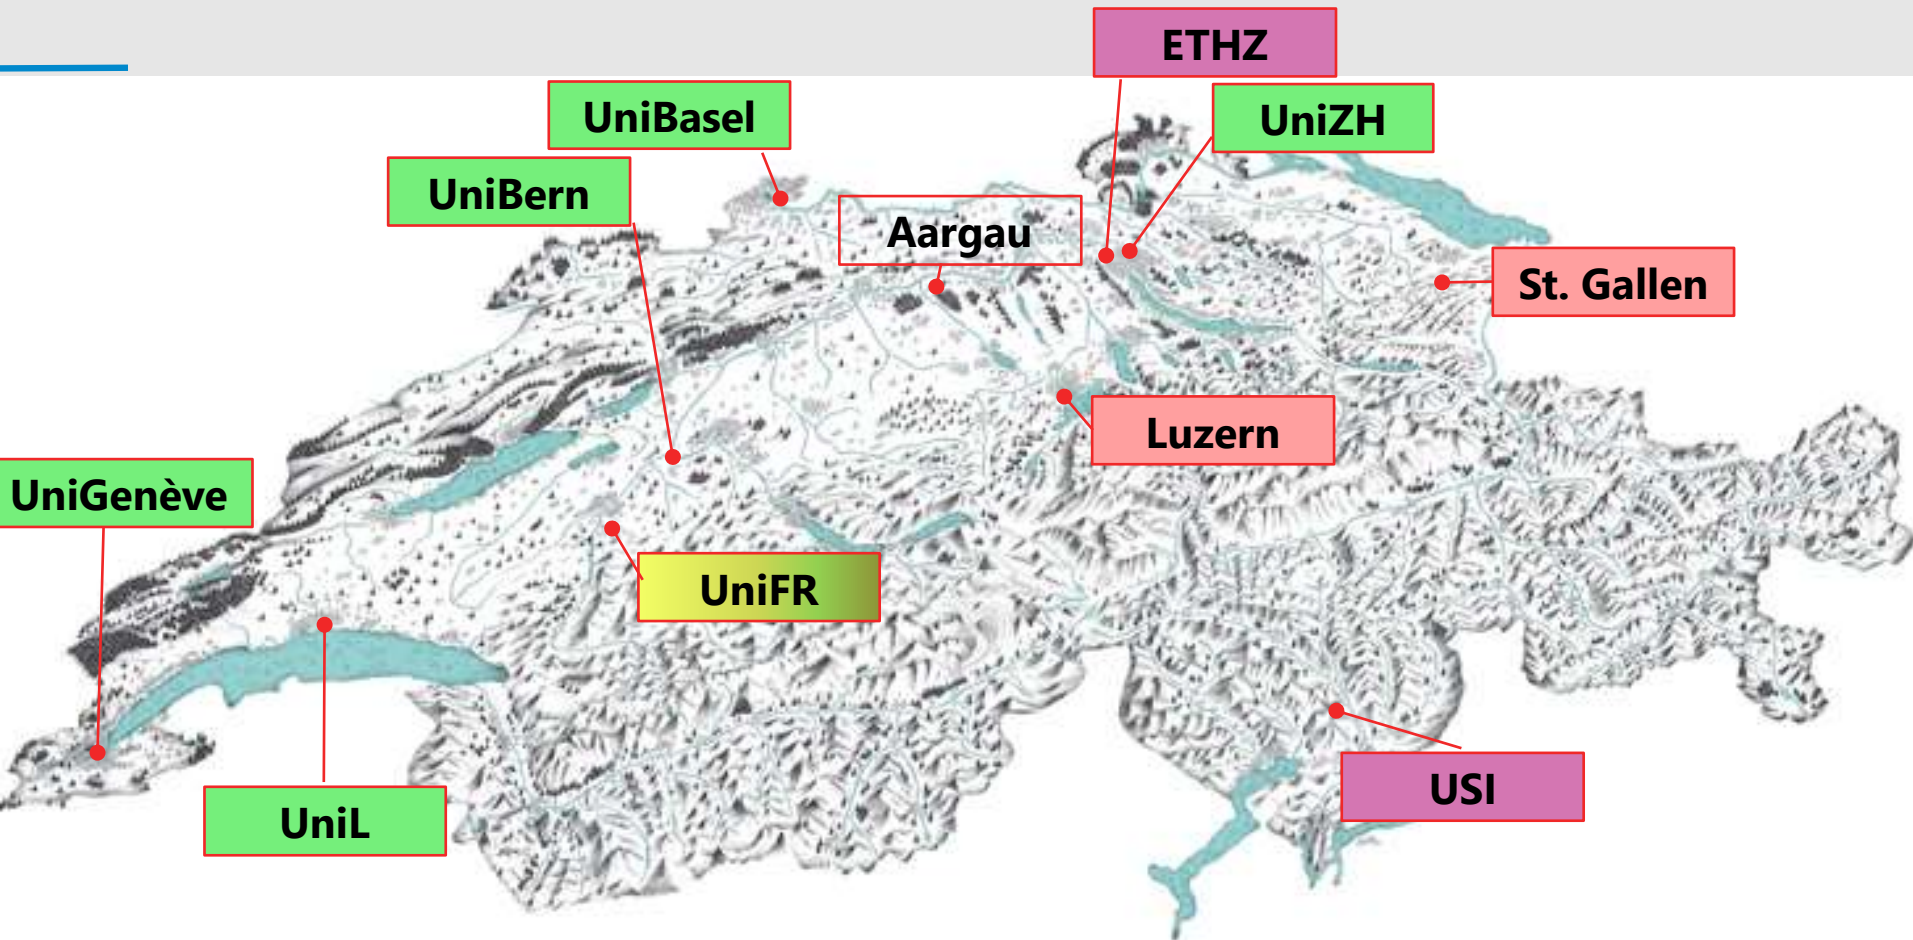 ETHZ
UniBasel
UniZH
UniBern
Aargau
St. Gallen
Luzern
UniGenève
UniFR
USI
UniL